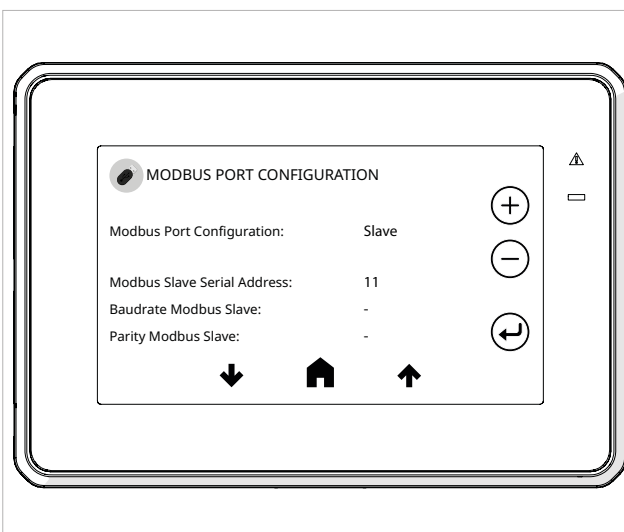 MODBUS PORT CONFIGURATION
Modbus Port Configuration: Slave
Modbus Slave Serial Address: 11
Baudrate Modbus Slave: -
Parity Modbus Slave: -